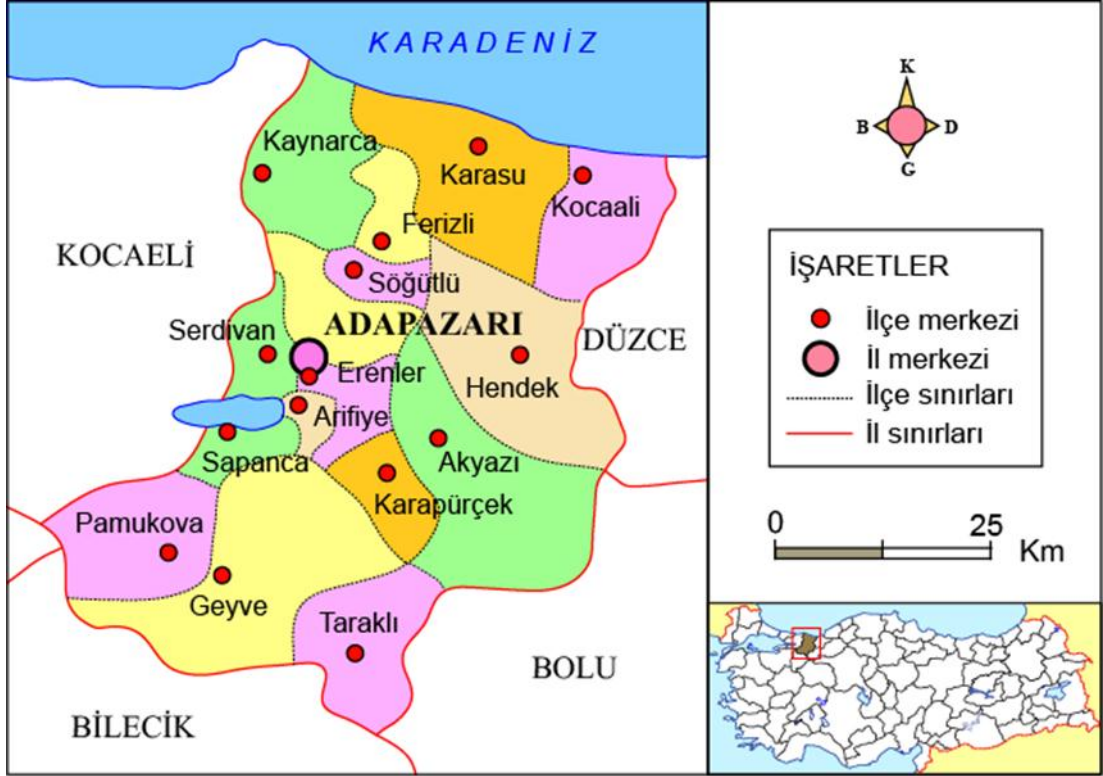 KARADENİZ
Kaynarca
Karasu
Kocaali
Ferizli
KOCAELİ
Söğütlü
ADAPAZARI
Serdivan
DÜZCE
Erenler
Hendek
Arifiye
Sapanca
Akyazı
Karapürçek
Pamukova
Geyve
Taraklı
BOLU
BİLECİK
K
B D
G
İŞARETLER
İlçe merkezi
İl merkezi
İlçe sınırları
İl sınırları
0 25
Km